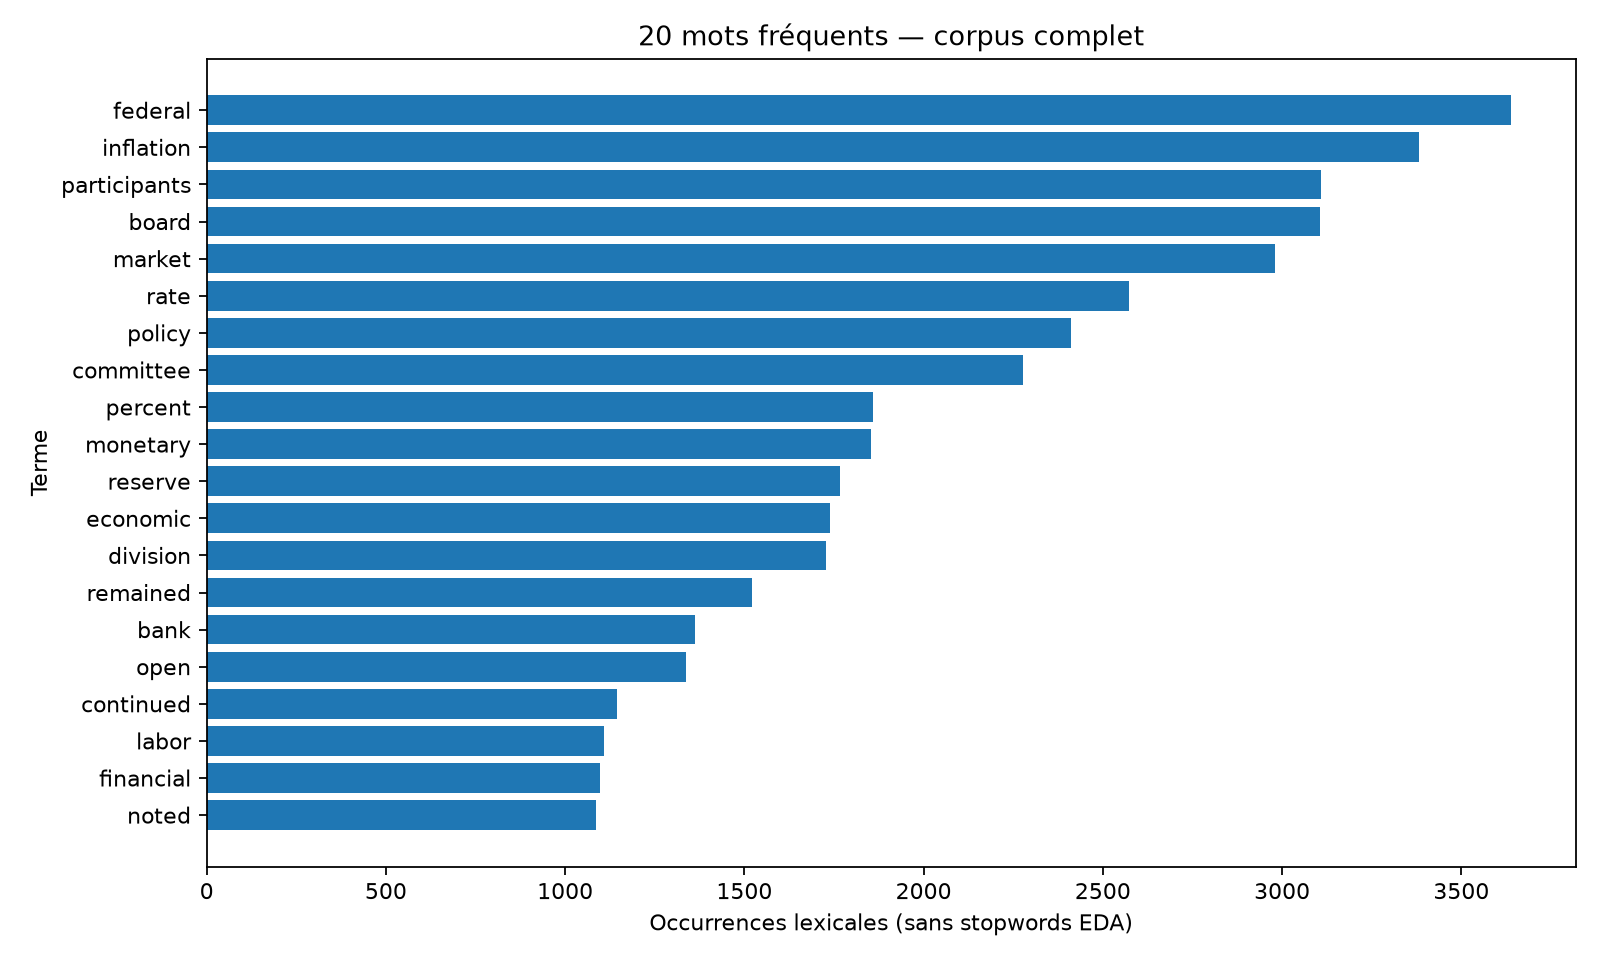 20 mots fréquents — corpus complet
federal
inflation
participants
board
market
rate
policy
committee
percent
monetary
reserve
economic
division
remained
bank
open
continued
labor
financial
noted
Terme
0 500 1000 1500 2000 2500 3000 3500
Occurrences lexicales (sans stopwords EDA)